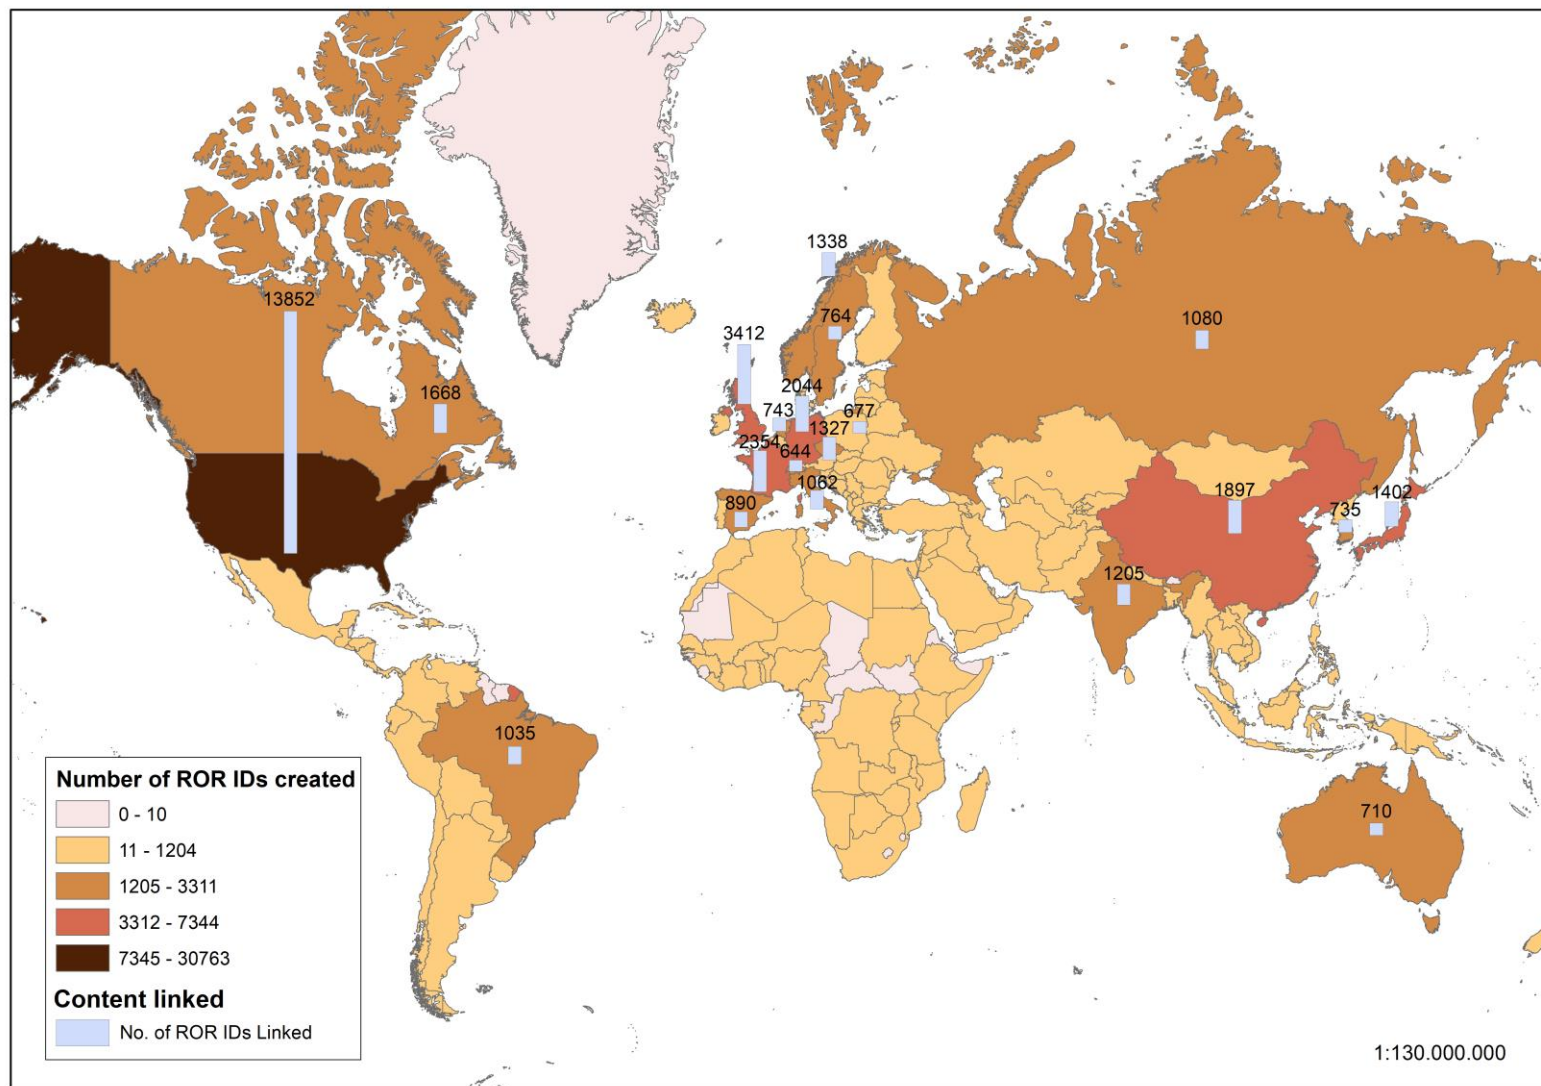 13852
1668
1338
764
3412
2044
743
677
1327
2354
644
1062
890
1080
1897
735
1402
1205
1035
710
Number of ROR IDs created
0 - 10
11 - 1204
1205 - 3311
3312 - 7344
7345 - 30763
Content linked
No. of ROR IDs Linked
1:130.000.000